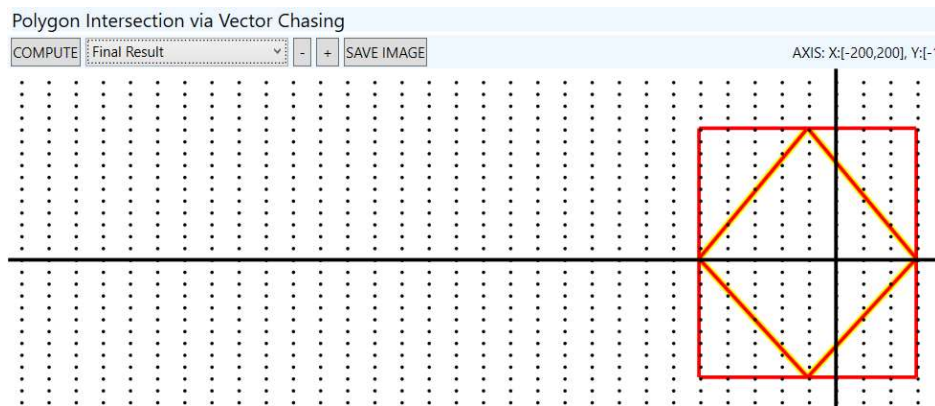 Polygon Intersection via Vector Chasing
COMPUTE Final Result - + SAVE IMAGE AXIS: X:[-200,200], Y:[-